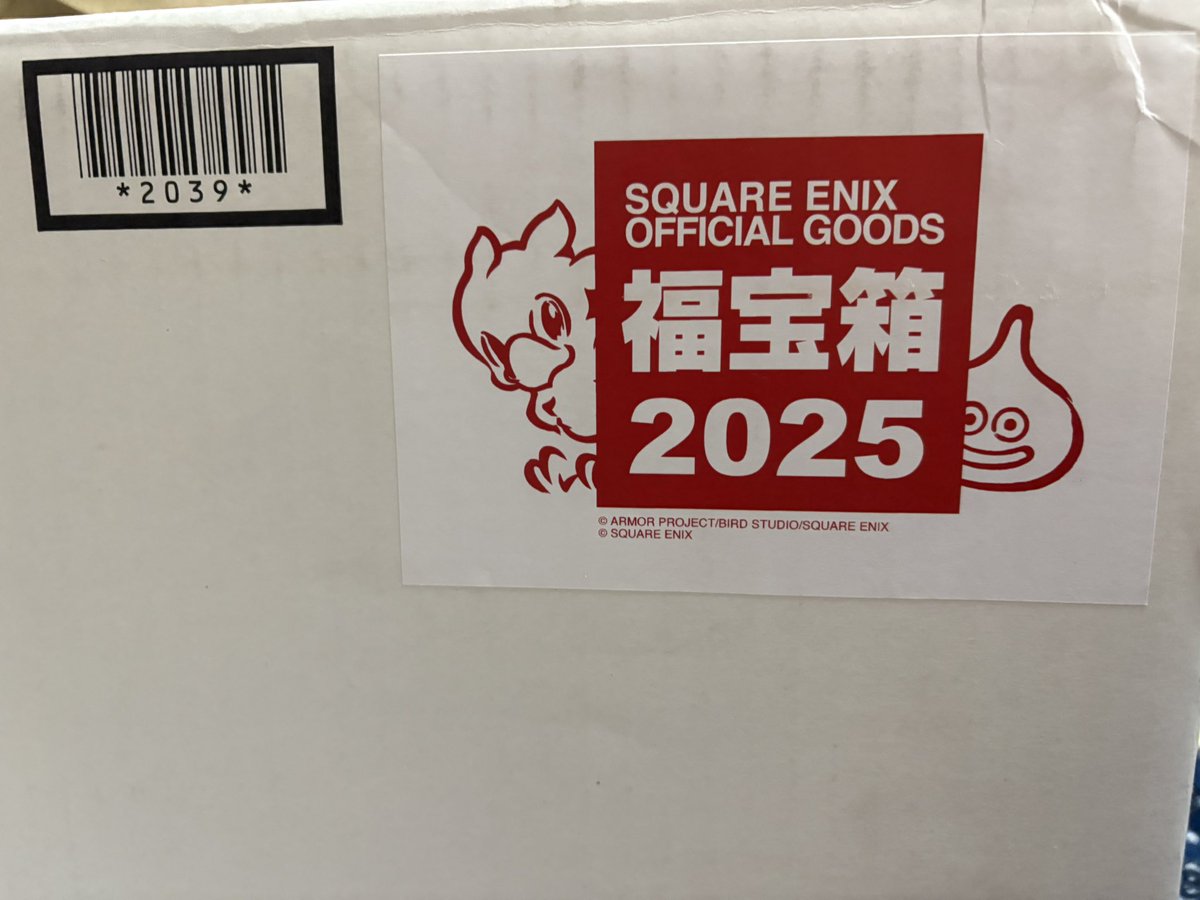 *2039*
SQUARE ENIX
OFFICIAL GOODS
福宝箱
2025
© ARMOR PROJECT/BIRD STUDIO/SQUARE ENIX
© SQUARE ENIX